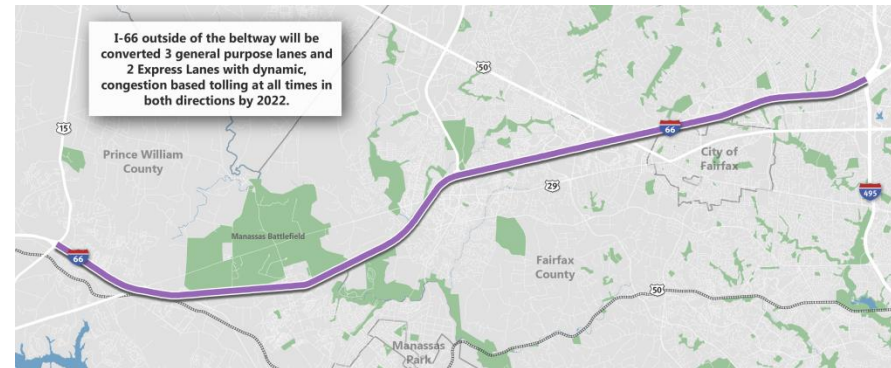 I-66 outside of the beltway will be
converted 3 general purpose lanes and
2 Express Lanes with dynamic,
congestion based tolling at all times in
both directions by 2022.
50
15
66
Prince William
County
City of
Fairfax
29
495
Manassas Battlefield
66
Fairfax
County
50
Manassas
Park